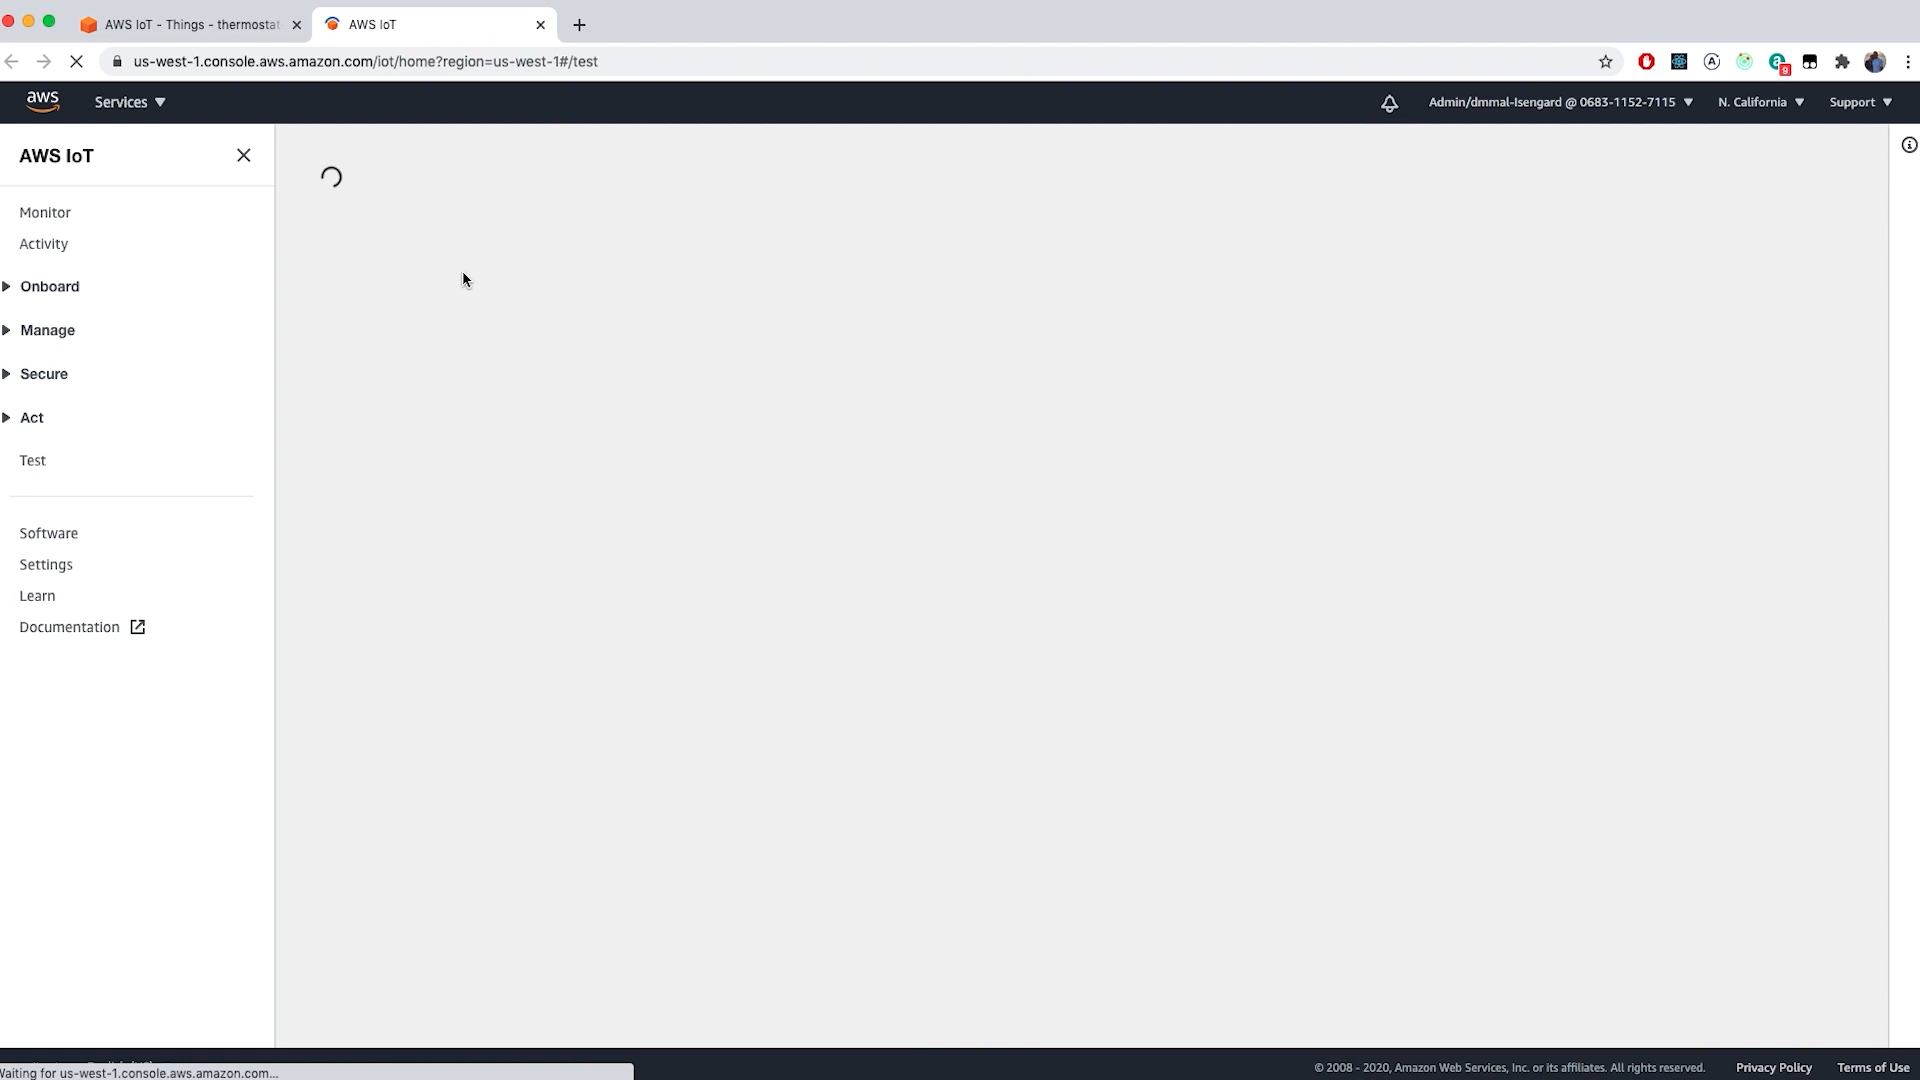 AWS IoT - Things - thermostat
AWS IoT
us-west-1.console.aws.amazon.com/iot/home?region=us-west-1#/test
9
aws
Services
Admin/dmmal-Isengard @ 0683-1152-7115
N. California
Support
AWS IoT
Monitor
Activity
Onboard
Manage
Secure
Act
Test
Software
Settings
Learn
Documentation
Waiting for us-west-1.console.aws.amazon.com...
© 2008 - 2020, Amazon Web Services, Inc. or its affiliates. All rights reserved.
Privacy Policy
Terms of Use